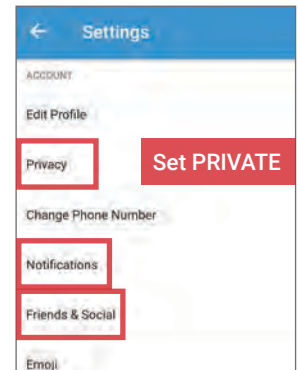 ← Settings
ACCOUNT
Edit Profile
Privacy
Set PRIVATE
Change Phone Number
Notifications
Friends & Social
Emoji